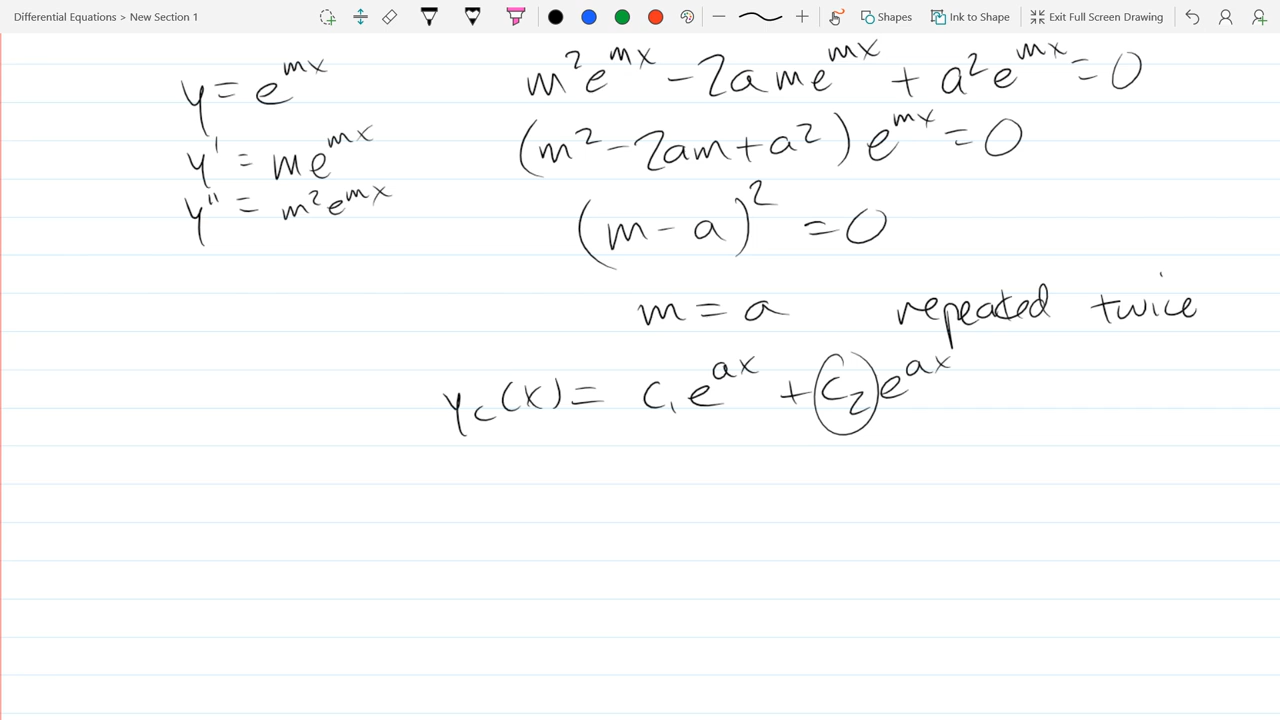 Differential Equations > New Section 1
Shapes
Ink to Shape
Exit Full Screen Drawing
y = e^{mx}
y' = me^{mx}
y'' = m²e^{mx}
m²e^{mx} - 2ame^{mx} + a²e^{mx} = 0
(m² - 2am + a²) e^{mx} = 0
(m - a)² = 0
m = a repeated twice
y_c(x) = c₁e^{ax} + c₂e^{ax}